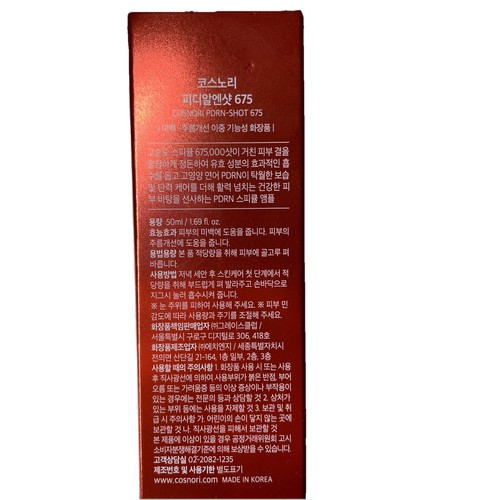 코스노리
피디알엔샷 675
COSNORI PDRN-SHOT 675
| 미백 · 주름개선 이중 기능성 화장품 |
고순도 스피큘 675,000샷이 거친 피부 결을
매끄럽게 정돈하여 유효 성분의 효과적인 흡
수를 돕고 고영양 연어 PDRN이 탁월한 보습
및 탄력 케어를 더해 활력 넘치는 건강한 피
부 바탕을 선사하는 PDRN 스피큘 앰플
용량 50ml / 1.69 fl. oz.
효능효과 피부의 미백에 도움을 줍니다. 피부의
주름개선에 도움을 줍니다.
용법용량 본 품 적당량을 취해 피부에 골고루 펴
바릅니다.
사용방법 저녁 세안 후 스킨케어 첫 단계에서 적
당량을 취해 부드럽게 펴 발라주고 손바닥으로
지그시 눌러 흡수시켜 줍니다.
※ 눈 주위를 피하여 사용해 주세요. ※ 피부 민
감도에 따라 사용량과 주기를 조절해 주세요.
화장품책임판매업자 ㈜그레이스클럽 /
서울특별시 구로구 디지털로 306, 418호
화장품제조업자 ㈜에치엔지 / 세종특별자치시
전의면 산단길 21-164, 1층 일부, 2층, 3층
사용할 때의 주의사항 1. 화장품 사용 시 또는 사용
후 직사광선에 의하여 사용부위가 붉은 반점, 부어
오름 또는 가려움증 등의 이상 증상이나 부작용이
있는 경우에는 전문의 등과 상담할 것 2. 상처가
있는 부위 등에는 사용을 자제할 것 3. 보관 및 취
급 시 주의사항 가. 어린이의 손이 닿지 않는 곳에
보관할 것 나. 직사광선을 피해서 보관할 것
본 제품에 이상이 있을 경우 공정거래위원회 고시
소비자분쟁해결기준에 의해 보상받을 수 있습니다.
고객상담실 02-2082-1235
제조번호 및 사용기한 별도표기
www.cosnori.com MADE IN KOREA